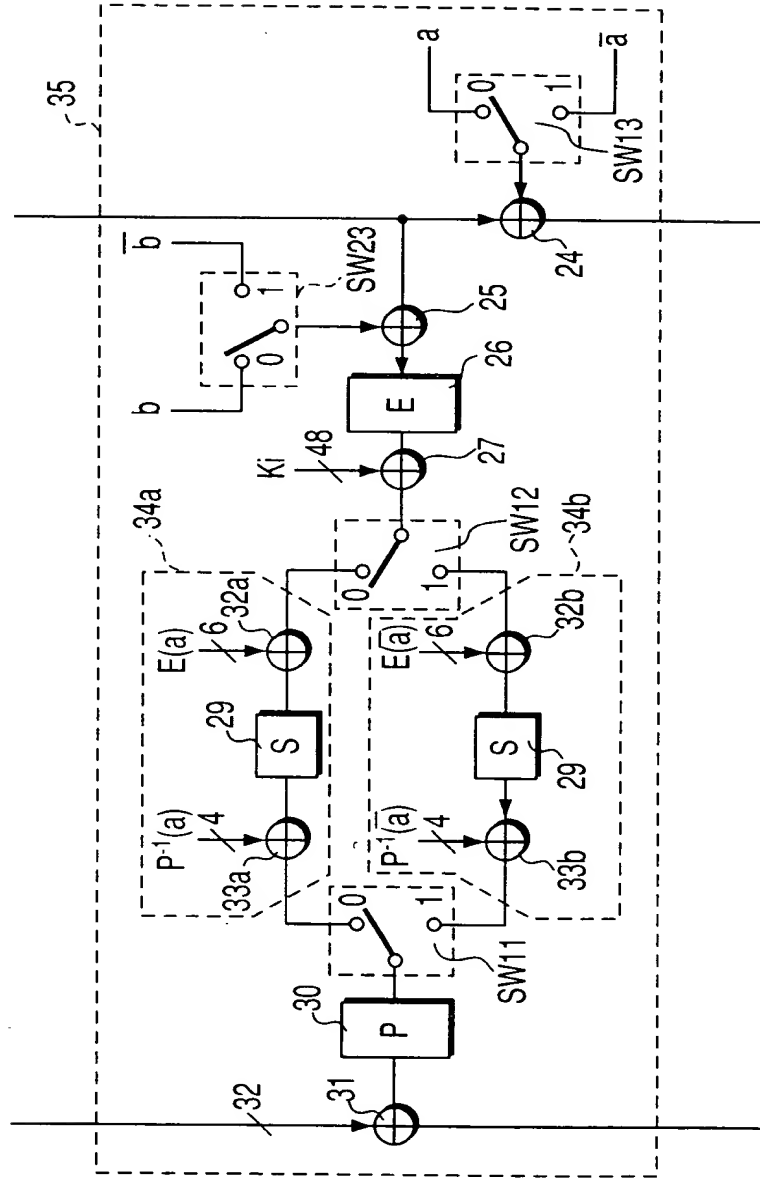 35
34a
b
b̅
P⁻¹(a)
E(a)
4
6
29
S
33a
32a
32
Ki
48
0
1
SW23
30
31
P
0
1
SW11
0
1
SW12
E
26
27
25
P⁻¹(a̅)
E(a̅)
4
6
34b
S
29
33b
32b
a
a̅
0
1
SW13
24